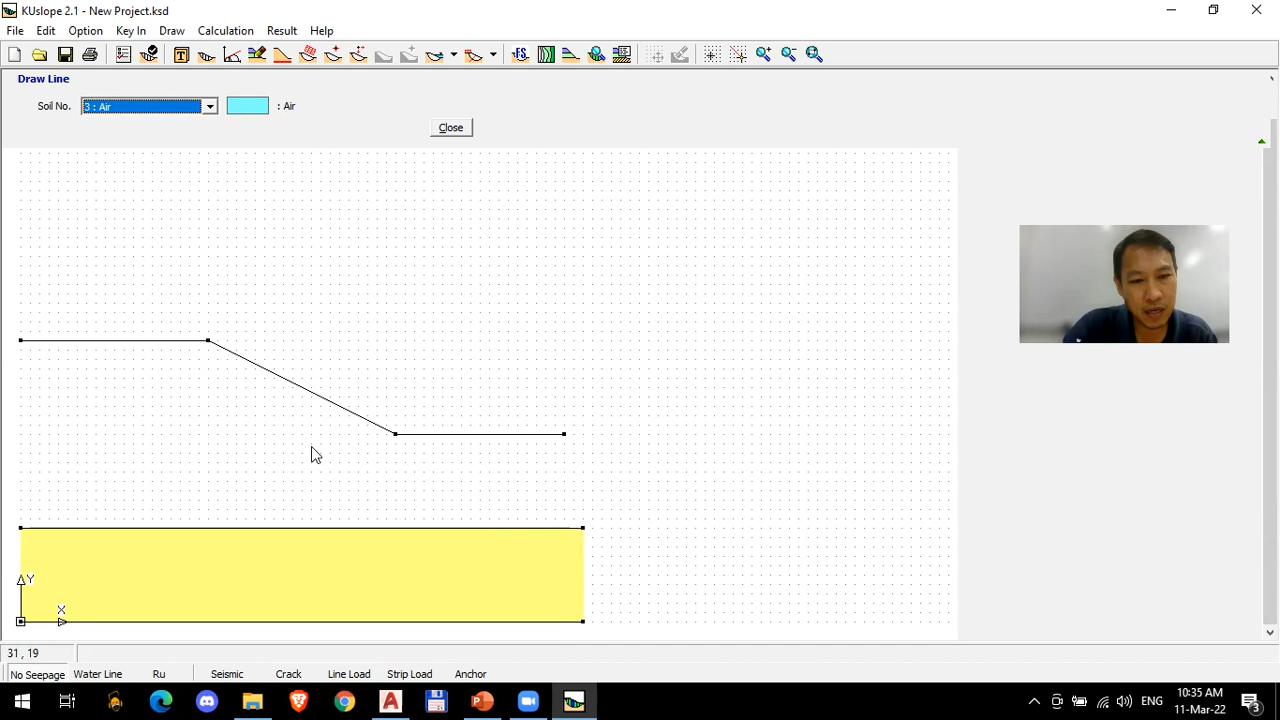 KUslope 2.1 - New Project.ksd
File Edit Option Key In Draw Calculation Result Help
FS
Draw Line
Soil No. 3 : Air : Air
Close
Y
X
31 , 19
No Seepage Water Line Ru Seismic Crack Line Load Strip Load Anchor
ENG
10:35 AM
11-Mar-22
3